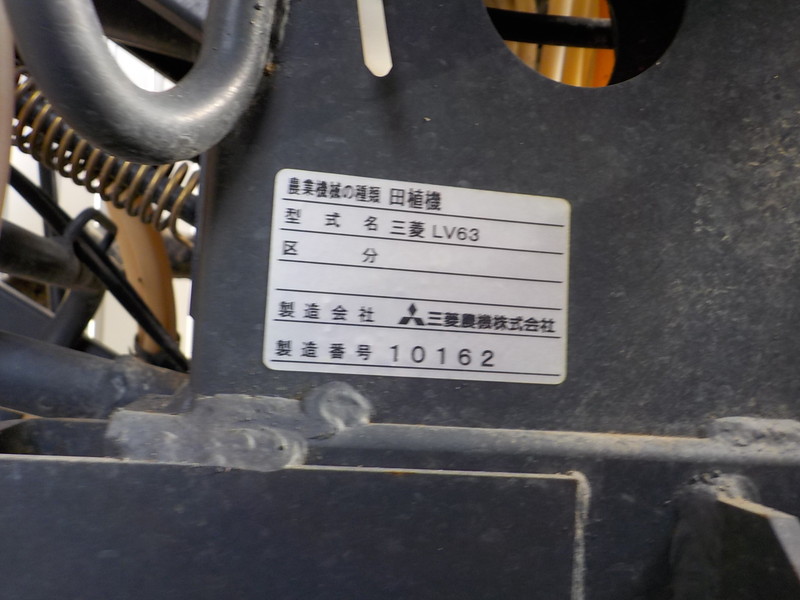 農業機械の種類 田植機
型式名 三菱 LV63
区分
製造会社 三菱農機株式会社
製造番号 10162